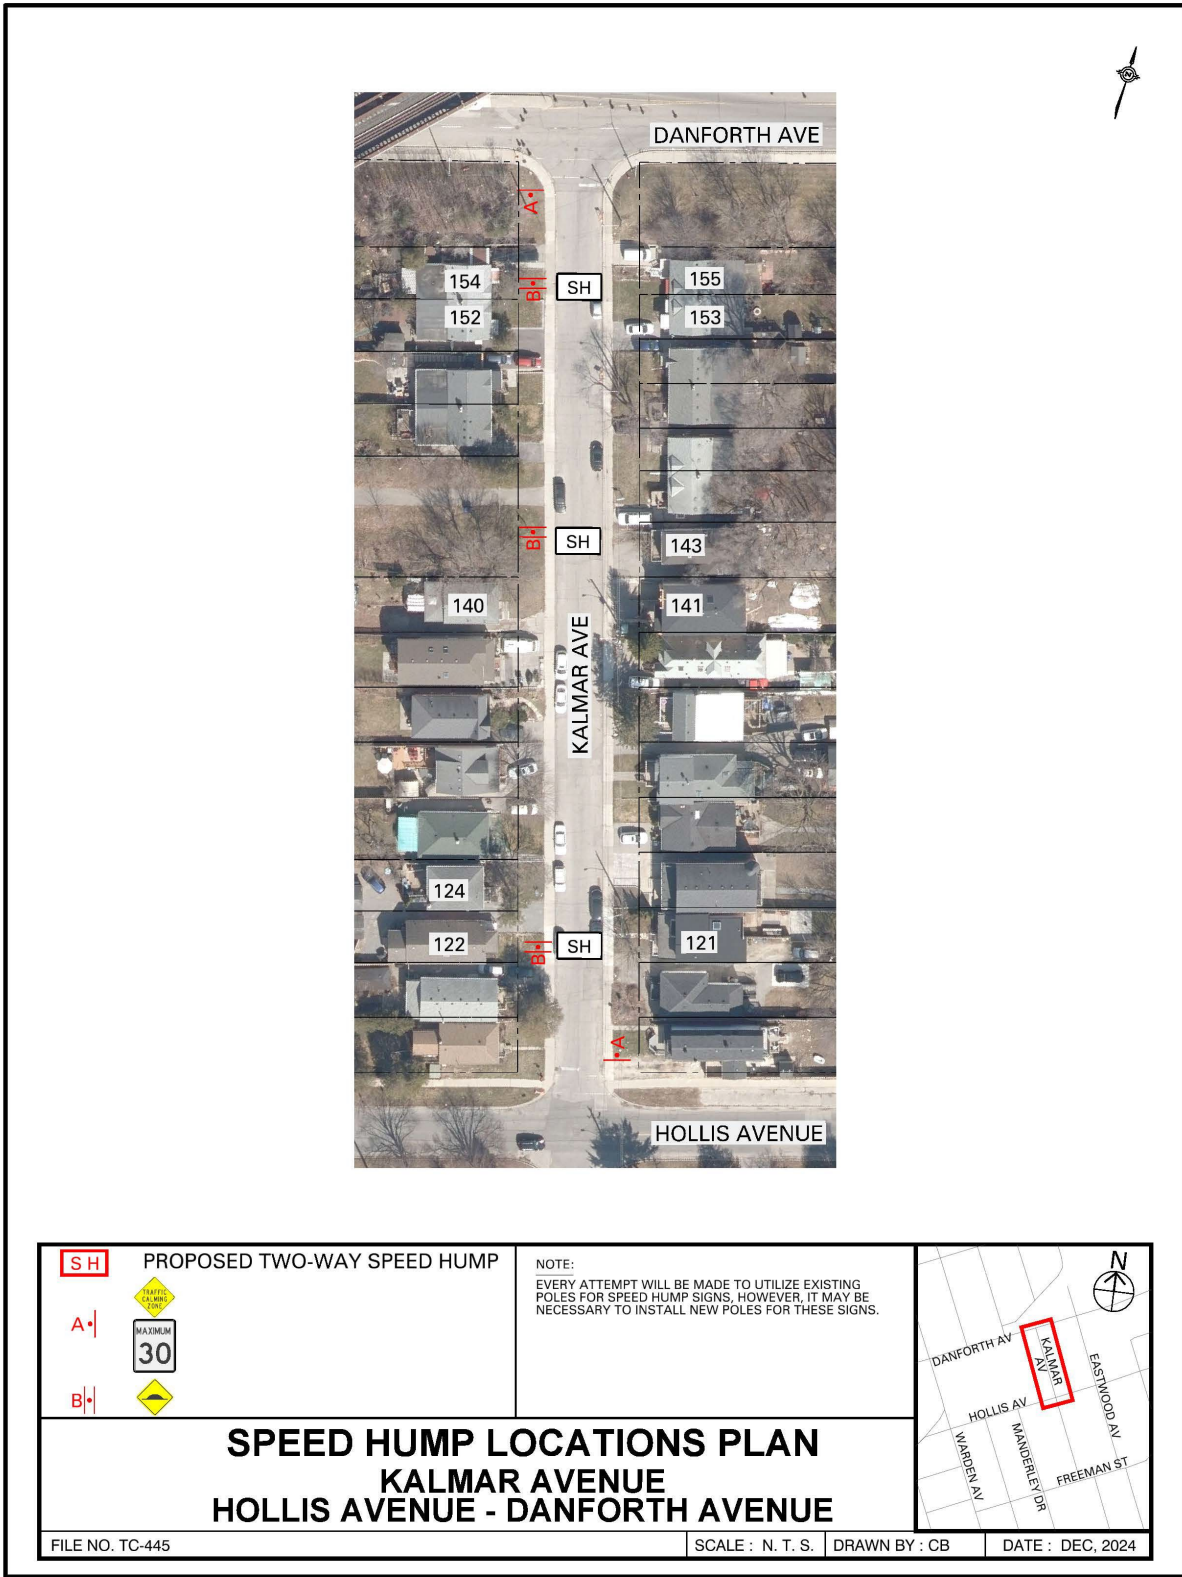 N
DANFORTH AVE
A
154
B
SH
155
152
153
B
SH
143
140
141
KALMAR AVE
124
122
B
SH
121
A
HOLLIS AVENUE
SH PROPOSED TWO-WAY SPEED HUMP
TRAFFIC
CALMING
ZONE
A
MAXIMUM
30
B
NOTE:
EVERY ATTEMPT WILL BE MADE TO UTILIZE EXISTING
POLES FOR SPEED HUMP SIGNS, HOWEVER, IT MAY BE
NECESSARY TO INSTALL NEW POLES FOR THESE SIGNS.
N
DANFORTH AV
KALMAR
AV
EASTWOOD AV
HOLLIS AV
WARDEN AV
MANDERLEY DR
FREEMAN ST
SPEED HUMP LOCATIONS PLAN
KALMAR AVENUE
HOLLIS AVENUE - DANFORTH AVENUE
FILE NO. TC-445
SCALE : N. T. S.
DRAWN BY : CB
DATE : DEC, 2024